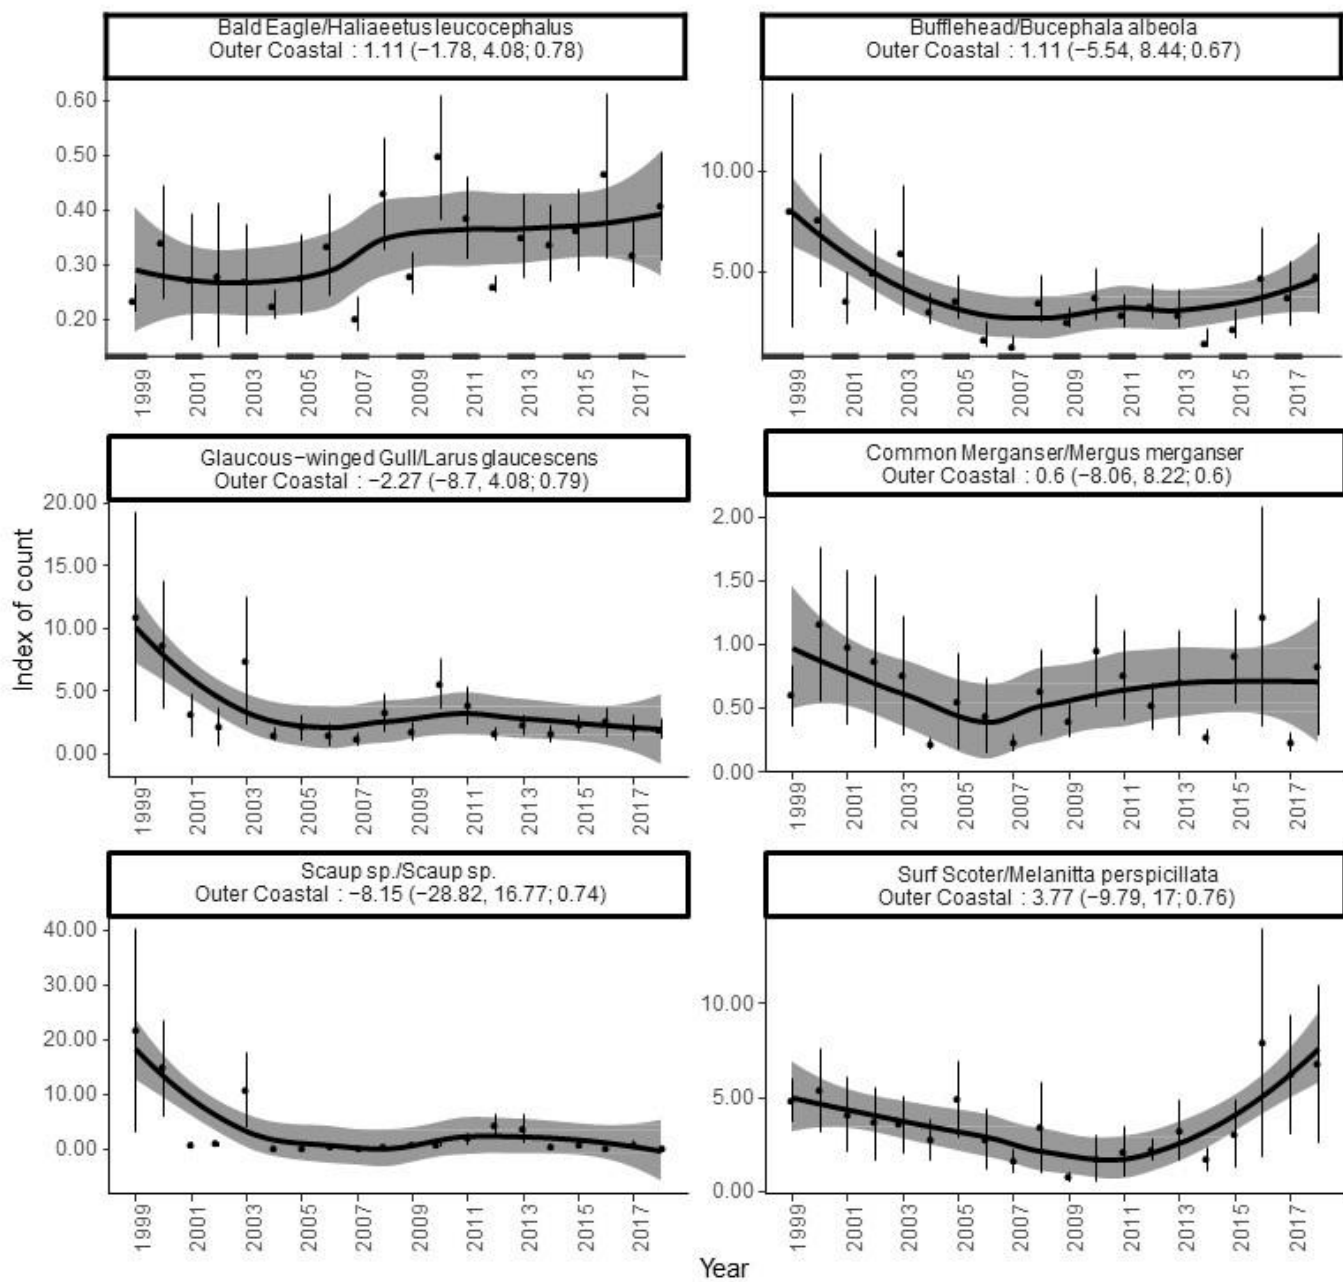 Bald Eagle/Haliaeetus leucocephalus
Outer Coastal : 1.11 (−1.78, 4.08; 0.78)
0.60
0.50
0.40
0.30
0.20
1999 2001 2003 2005 2007 2009 2011 2013 2015 2017
Bufflehead/Bucephala albeola
Outer Coastal : 1.11 (−5.54, 8.44; 0.67)
10.00
5.00
1999 2001 2003 2005 2007 2009 2011 2013 2015 2017
Index of count
Glaucous−winged Gull/Larus glaucescens
Outer Coastal : −2.27 (−8.7, 4.08; 0.79)
20.00
15.00
10.00
5.00
0.00
1999 2001 2003 2005 2007 2009 2011 2013 2015 2017
Common Merganser/Mergus merganser
Outer Coastal : 0.6 (−8.06, 8.22; 0.6)
2.00
1.50
1.00
0.50
0.00
1999 2001 2003 2005 2007 2009 2011 2013 2015 2017
Scaup sp./Scaup sp.
Outer Coastal : −8.15 (−28.82, 16.77; 0.74)
40.00
30.00
20.00
10.00
0.00
1999 2001 2003 2005 2007 2009 2011 2013 2015 2017
Surf Scoter/Melanitta perspicillata
Outer Coastal : 3.77 (−9.79, 17; 0.76)
10.00
5.00
0.00
1999 2001 2003 2005 2007 2009 2011 2013 2015 2017
Year